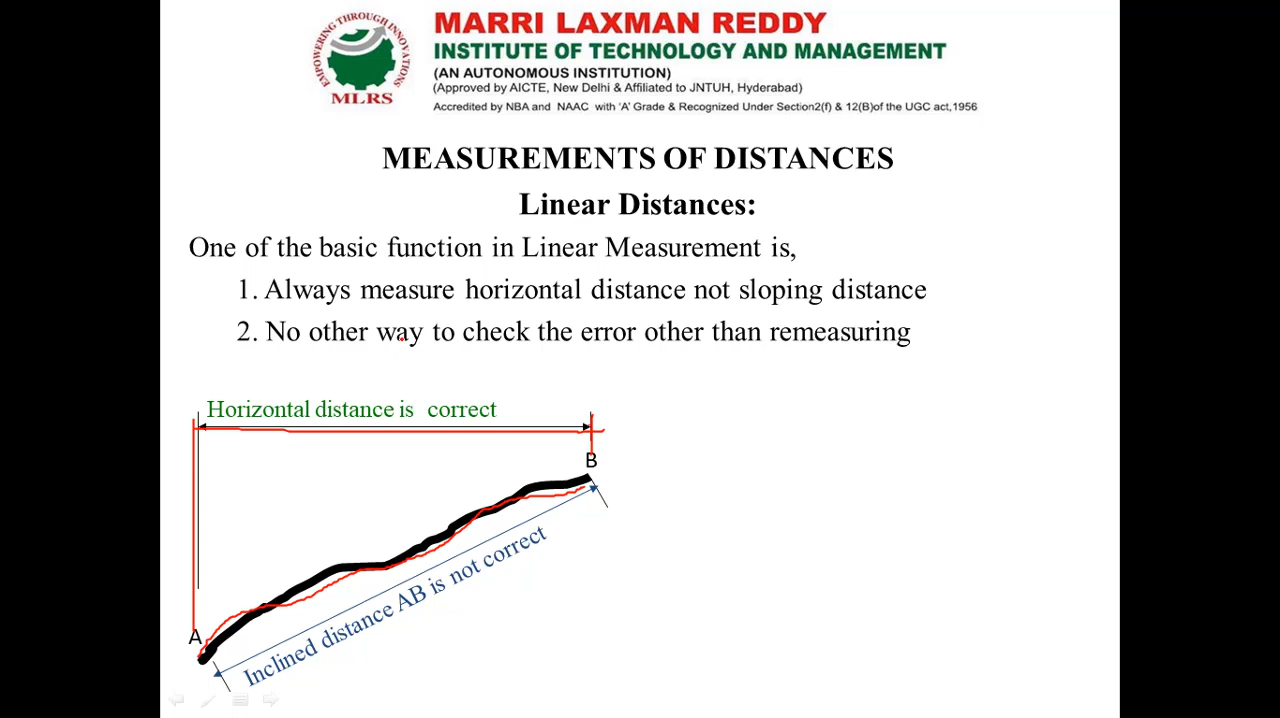 EMPOWERING THROUGH INNOVATIONS
MLRS
MARRI LAXMAN REDDY
INSTITUTE OF TECHNOLOGY AND MANAGEMENT
(AN AUTONOMOUS INSTITUTION)
(Approved by AICTE, New Delhi & Affiliated to JNTUH, Hyderabad)
Accredited by NBA and NAAC with 'A' Grade & Recognized Under Section2(f) & 12(B)of the UGC act,1956
MEASUREMENTS OF DISTANCES
Linear Distances:
One of the basic function in Linear Measurement is,
1. Always measure horizontal distance not sloping distance
2. No other way to check the error other than remeasuring
Horizontal distance is correct
B
Inclined distance AB is not correct
A